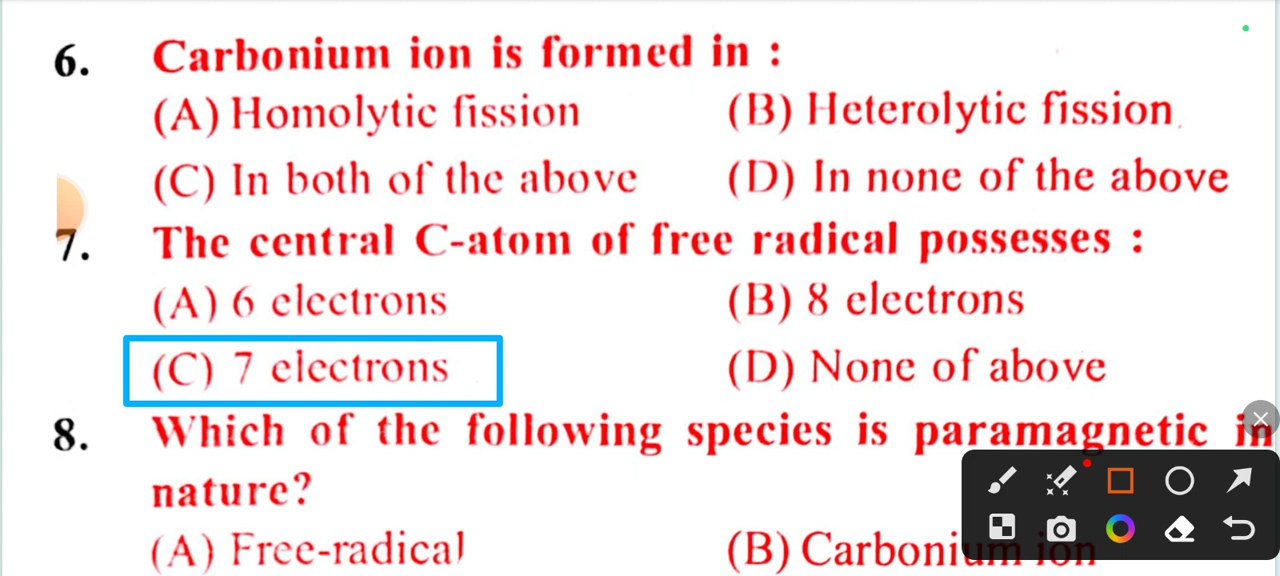 6. Carbonium ion is formed in :
(A) Homolytic fission (B) Heterolytic fission
(C) In both of the above (D) In none of the above
7. The central C-atom of free radical possesses :
(A) 6 electrons (B) 8 electrons
(C) 7 electrons (D) None of above
8. Which of the following species is paramagnetic in
nature?
(A) Free-radical (B) Carbonium ion